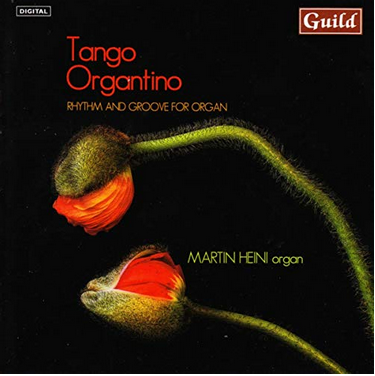 DIGITAL
Guild
Tango
Organtino
RHYTHM AND GROOVE FOR ORGAN
MARTIN HEINI organ